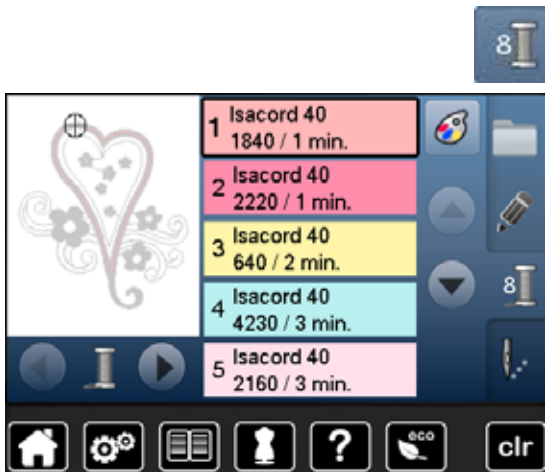 8
1 Isacord 40
1840 / 1 min.
2 Isacord 40
2220 / 1 min.
3 Isacord 40
640 / 2 min.
8
4 Isacord 40
4230 / 3 min.
5 Isacord 40
2160 / 3 min.
?
eco
clr